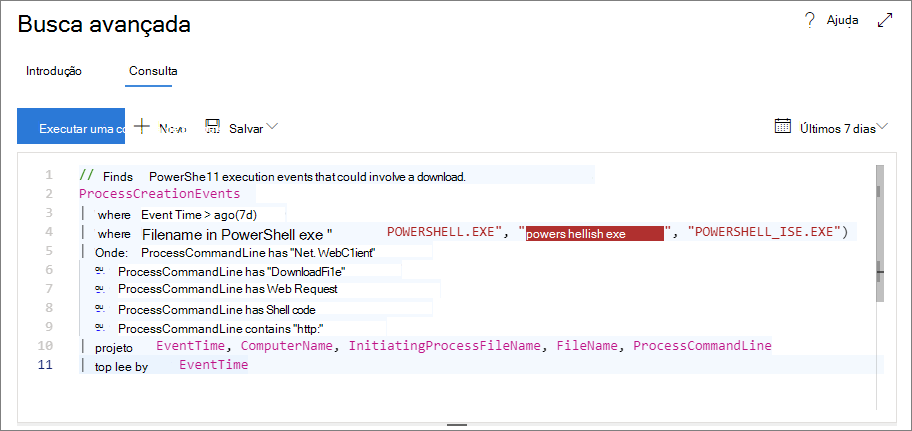 Busca avançada
Ajuda
Introdução
Consulta
Executar uma
Novo
Salvar
Últimos 7 dias
1 // Finds PowerShe11 execution events that could involve a download.
2 ProcessCreationEvents
3 | where Event Time > ago(7d)
4 | where Filename in PowerShell exe " POWERSHELL.EXE", "powers hellish exe ", "POWERSHELL_ISE.EXE")
5 | Onde: ProcessCommandLine has "Net. WebC1ient"
6 ou ProcessCommandLine has "DownloadFi1e"
7 ou ProcessCommandLine has Web Request
8 ou ProcessCommandLine has Shell code
9 ou ProcessCommandLine contains "http:"
10 | projeto EventTime, ComputerName, InitiatingProcessFileName, FileName, ProcessCommandLine
11 | top lee by EventTime